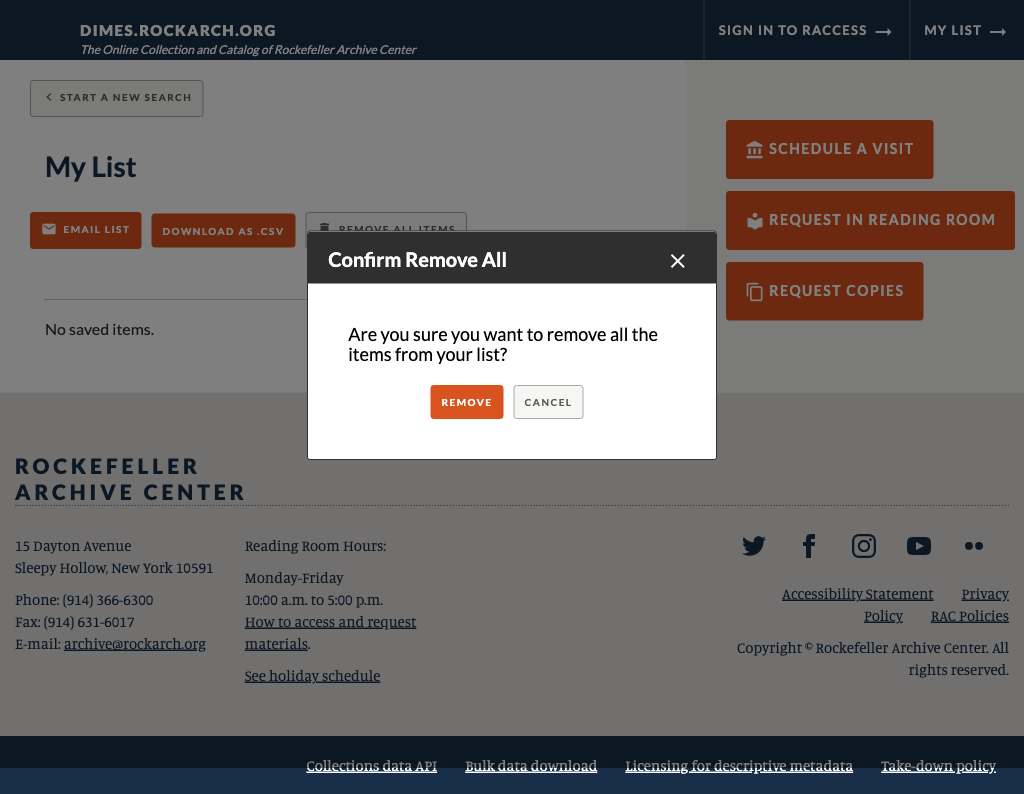 DIMES.ROCKARCH.ORG
The Online Collection and Catalog of Rockefeller Archive Center
SIGN IN TO RACCESS
MY LIST
START A NEW SEARCH
My List
EMAIL LIST
DOWNLOAD AS .CSV
REMOVE ALL ITEMS
No saved items.
SCHEDULE A VISIT
REQUEST IN READING ROOM
REQUEST COPIES
Confirm Remove All
Are you sure you want to remove all the
items from your list?
REMOVE
CANCEL
ROCKEFELLER
ARCHIVE CENTER
15 Dayton Avenue
Sleepy Hollow, New York 10591
Phone: (914) 366-6300
Fax: (914) 631-6017
E-mail: archive@rockarch.org
Reading Room Hours:
Monday-Friday
10:00 a.m. to 5:00 p.m.
How to access and request
materials.
See holiday schedule
Accessibility Statement Privacy
Policy RAC Policies
Copyright © Rockefeller Archive Center. All
rights reserved.
Collections data API Bulk data download Licensing for descriptive metadata Take-down policy